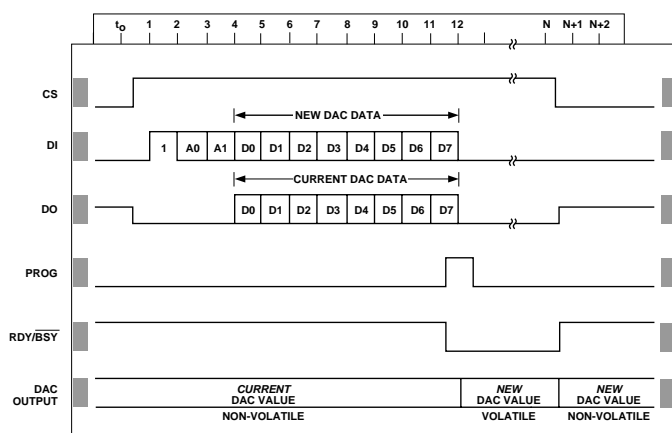 to 1 2 3 4 5 6 7 8 9 10 11 12 N N+1 N+2
CS
NEW DAC DATA
DI 1 A0 A1 D0 D1 D2 D3 D4 D5 D6 D7
CURRENT DAC DATA
DO D0 D1 D2 D3 D4 D5 D6 D7
PROG
RDY/BSY
DAC OUTPUT
CURRENT DAC VALUE
NON-VOLATILE
NEW DAC VALUE
VOLATILE
NEW DAC VALUE
NON-VOLATILE